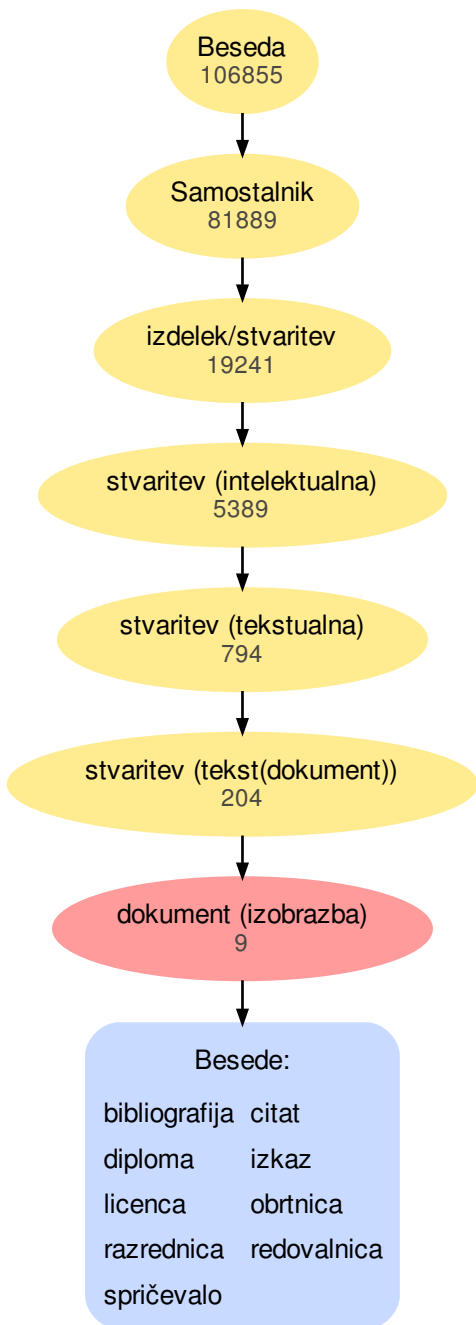 Beseda
106855
Samostalnik
81889
izdelek/stvaritev
19241
stvaritev (intelektualna)
5389
stvaritev (tekstualna)
794
stvaritev (tekst(dokument))
204
dokument (izobrazba)
9
Besede:
bibliografija citat
diploma izkaz
licenca obrtnica
razrednica redovalnica
spričevalo